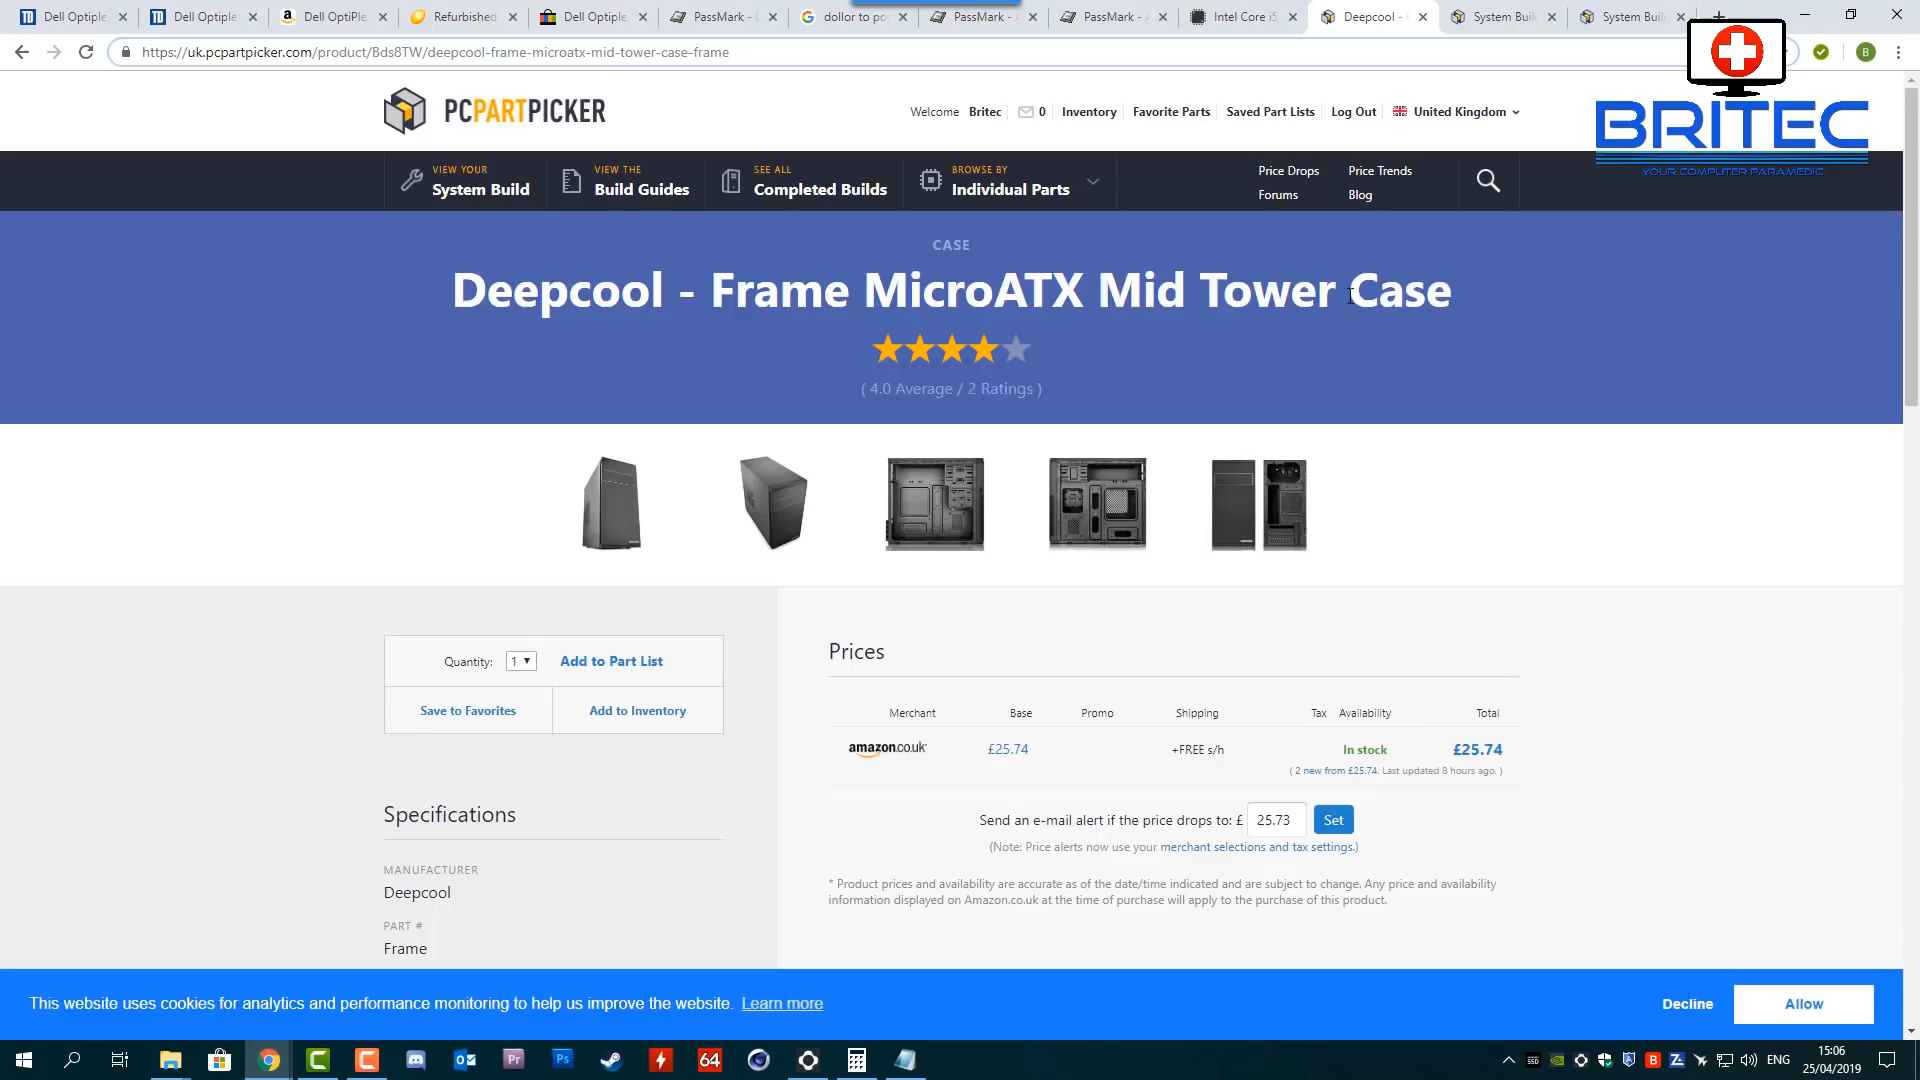 Dell Optiple
Dell Optiple
Dell OptiPle
Refurbished
Dell Optiple
PassMark - 
dollor to po
PassMark - 
PassMark - 
Intel Core i5
Deepcool - 
System Buil
System Buil
https://uk.pcpartpicker.com/product/Bds8TW/deepcool-frame-microatx-mid-tower-case-frame
B
PCPARTPICKER
Welcome Britec 0 Inventory Favorite Parts Saved Part Lists Log Out United Kingdom
BRITEC
YOUR COMPUTER PARAMEDIC
VIEW YOUR
System Build
VIEW THE
Build Guides
SEE ALL
Completed Builds
BROWSE BY
Individual Parts
Price Drops Price Trends
Forums Blog
CASE
Deepcool - Frame MicroATX Mid Tower Case
( 4.0 Average / 2 Ratings )
Quantity: 1 Add to Part List
Save to Favorites Add to Inventory
Prices
Merchant Base Promo Shipping Tax Availability Total
amazon.co.uk £25.74 +FREE s/h In stock £25.74
( 2 new from £25.74. Last updated 8 hours ago. )
Send an e-mail alert if the price drops to: £ 25.73 Set
(Note: Price alerts now use your merchant selections and tax settings.)
* Product prices and availability are accurate as of the date/time indicated and are subject to change. Any price and availability
information displayed on Amazon.co.uk at the time of purchase will apply to the purchase of this product.
Specifications
MANUFACTURER
Deepcool
PART #
Frame
This website uses cookies for analytics and performance monitoring to help us improve the website. Learn more
Decline Allow
Pr Ps 64
SSD B Z ENG
15:06
25/04/2019